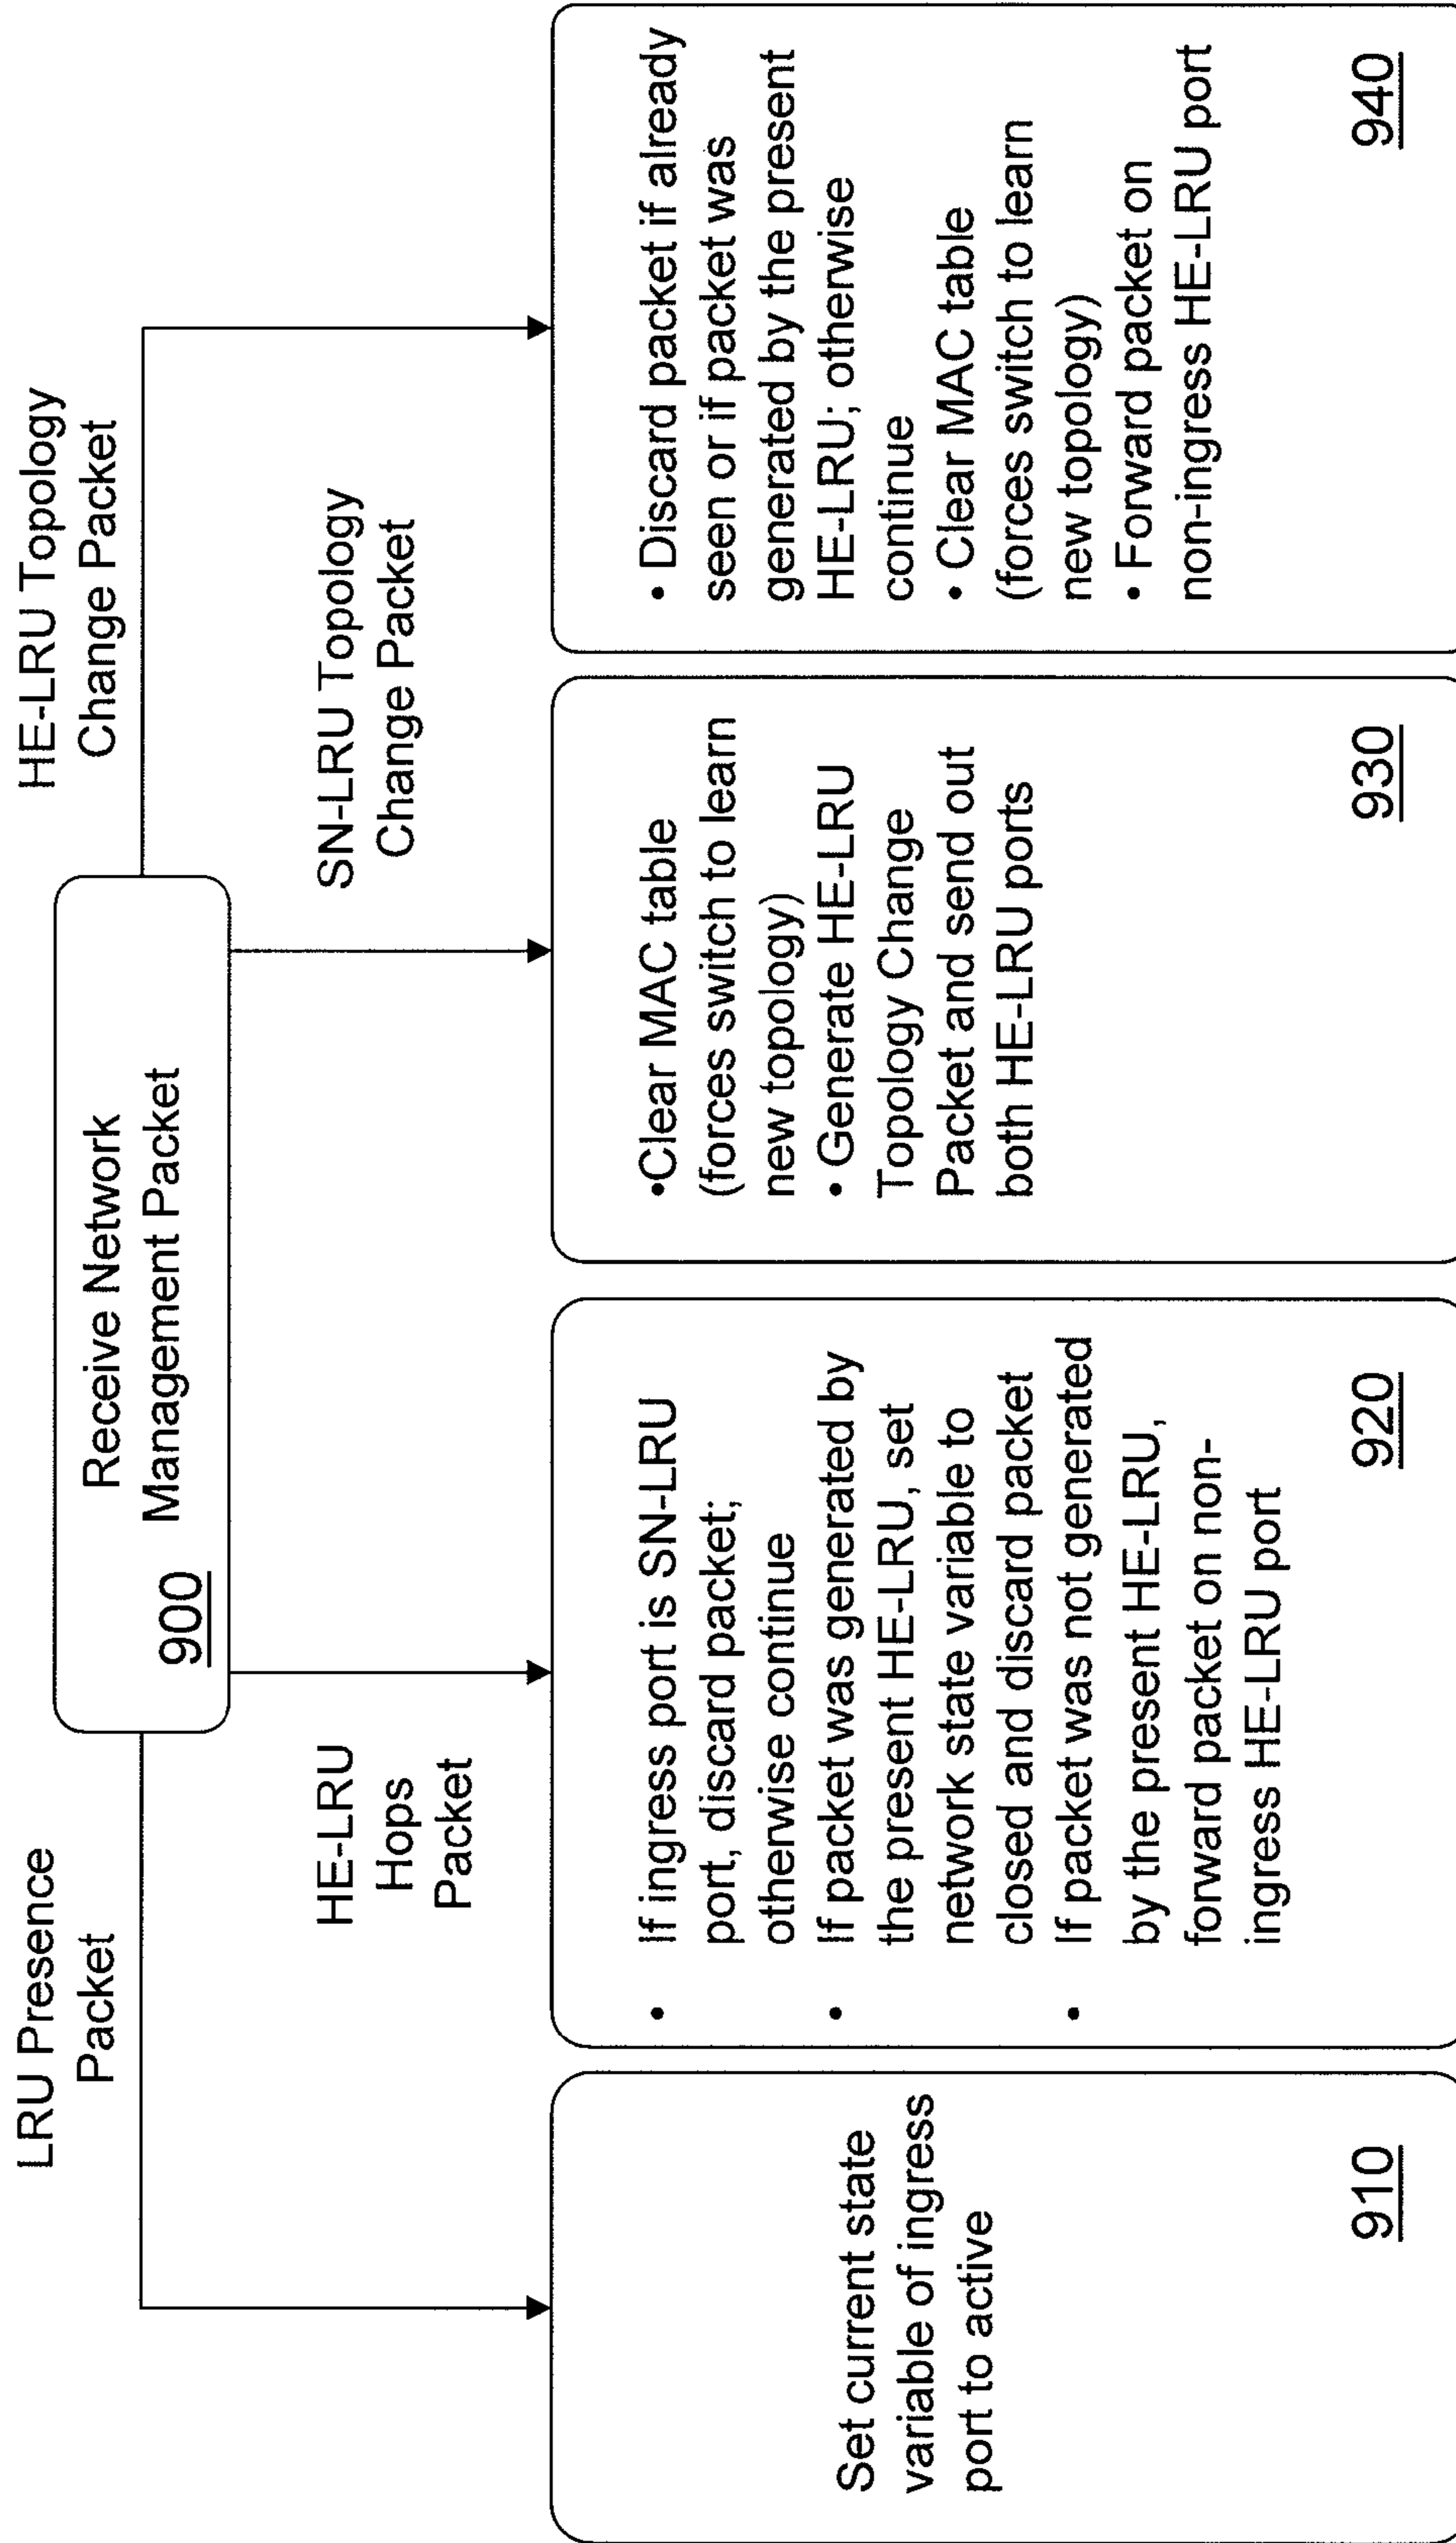 LRU Presence
Packet
Receive Network
Management Packet
900
HE-LRU Topology
Change Packet
HE-LRU
Hops
Packet
SN-LRU Topology
Change Packet
Set current state
variable of ingress
port to active
910
• If ingress port is SN-LRU
port, discard packet;
otherwise continue
• If packet was generated by
the present HE-LRU, set
network state variable to
closed and discard packet
• If packet was not generated
by the present HE-LRU,
forward packet on non-
ingress HE-LRU port
920
•Clear MAC table
(forces switch to learn
new topology)
• Generate HE-LRU
Topology Change
Packet and send out
both HE-LRU ports
930
• Discard packet if already
seen or if packet was
generated by the present
HE-LRU; otherwise
continue
• Clear MAC table
(forces switch to learn
new topology)
• Forward packet on
non-ingress HE-LRU port
940